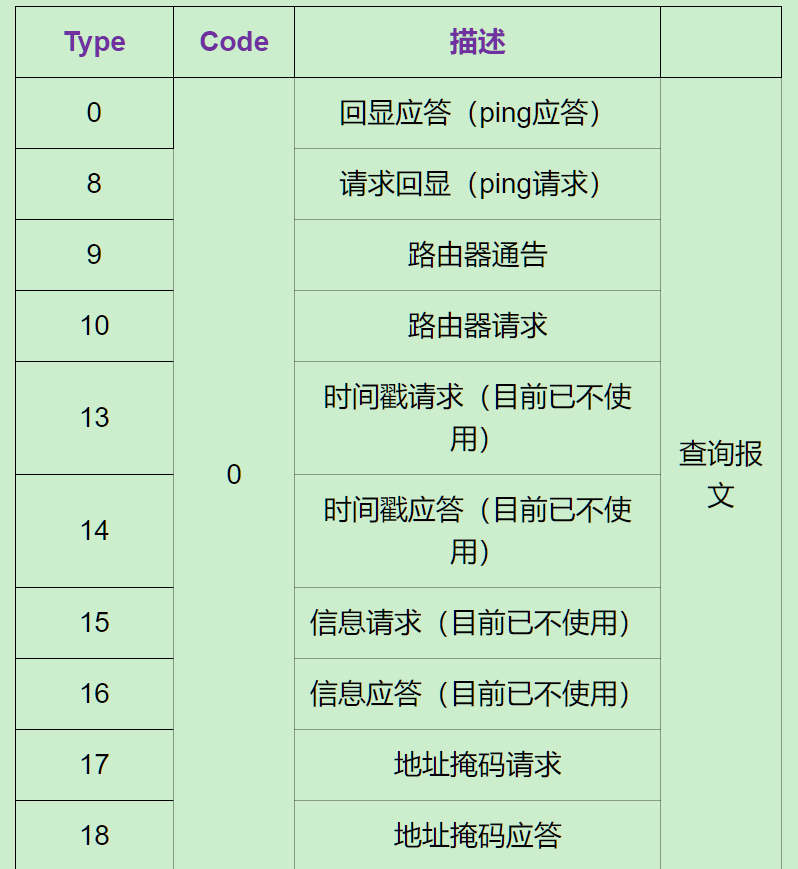 Type Code 描述
0 回显应答（ping应答）
8 请求回显（ping请求）
9 路由器通告
10 路由器请求
13 时间戳请求（目前已不使
用）
0
查询报
文
14 时间戳应答（目前已不使
用）
15 信息请求（目前已不使用）
16 信息应答（目前已不使用）
17 地址掩码请求
18 地址掩码应答